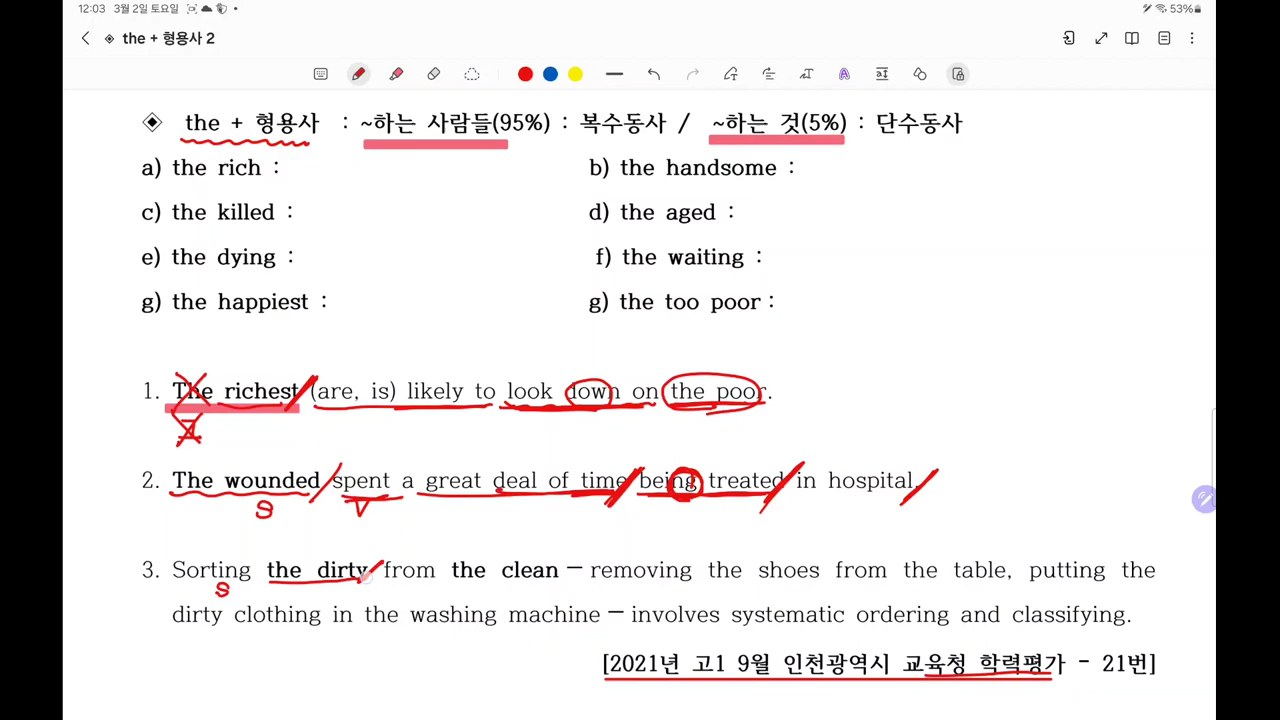 12:03 3월 2일 토요일 53%
the + 형용사 2
◈ the + 형용사 : ~하는 사람들(95%) : 복수동사 / ~하는 것(5%) : 단수동사
a) the rich : b) the handsome :
c) the killed : d) the aged :
e) the dying : f) the waiting :
g) the happiest : g) the too poor :
1. The richest (are, is) likely to look down on the poor.
2. The wounded spent a great deal of time being treated in hospital.
S V
3. Sorting the dirty from the clean – removing the shoes from the table, putting the
S
dirty clothing in the washing machine – involves systematic ordering and classifying.
[2021년 고1 9월 인천광역시 교육청 학력평가 - 21번]